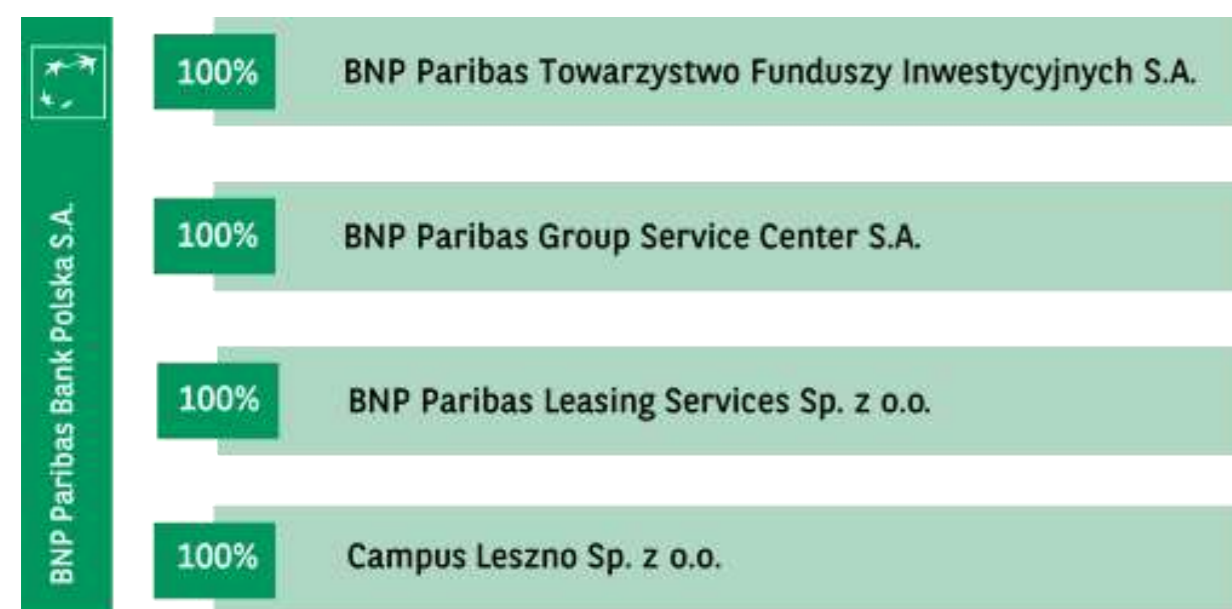 BNP Paribas Bank Polska S.A.
100% BNP Paribas Towarzystwo Funduszy Inwestycyjnych S.A.
100% BNP Paribas Group Service Center S.A.
100% BNP Paribas Leasing Services Sp. z o.o.
100% Campus Leszno Sp. z o.o.